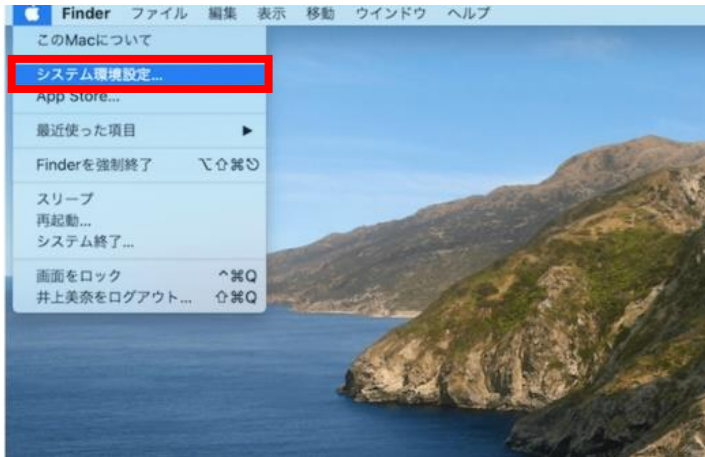 Finder ファイル 編集 表示 移動 ウインドウ ヘルプ
このMacについて
システム環境設定...
App Store...
最近使った項目 ▶
Finderを強制終了 ⌥⇧⌘⎋
スリープ
再起動...
システム終了...
画面をロック ^⌘Q
井上美奈をログアウト... ⇧⌘Q